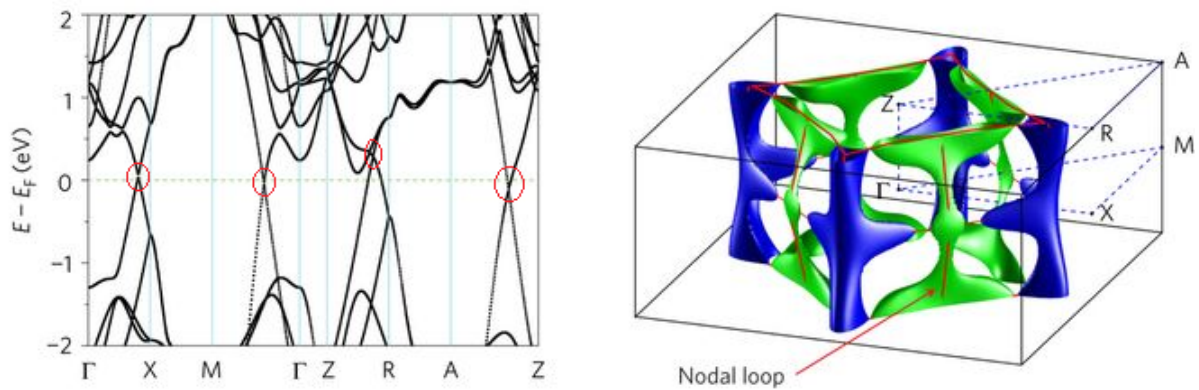 2
1
0
−1
−2
E − E_F (eV)
Γ X M Γ Z R A Z
A
Z
R
M
Γ
X
Nodal loop